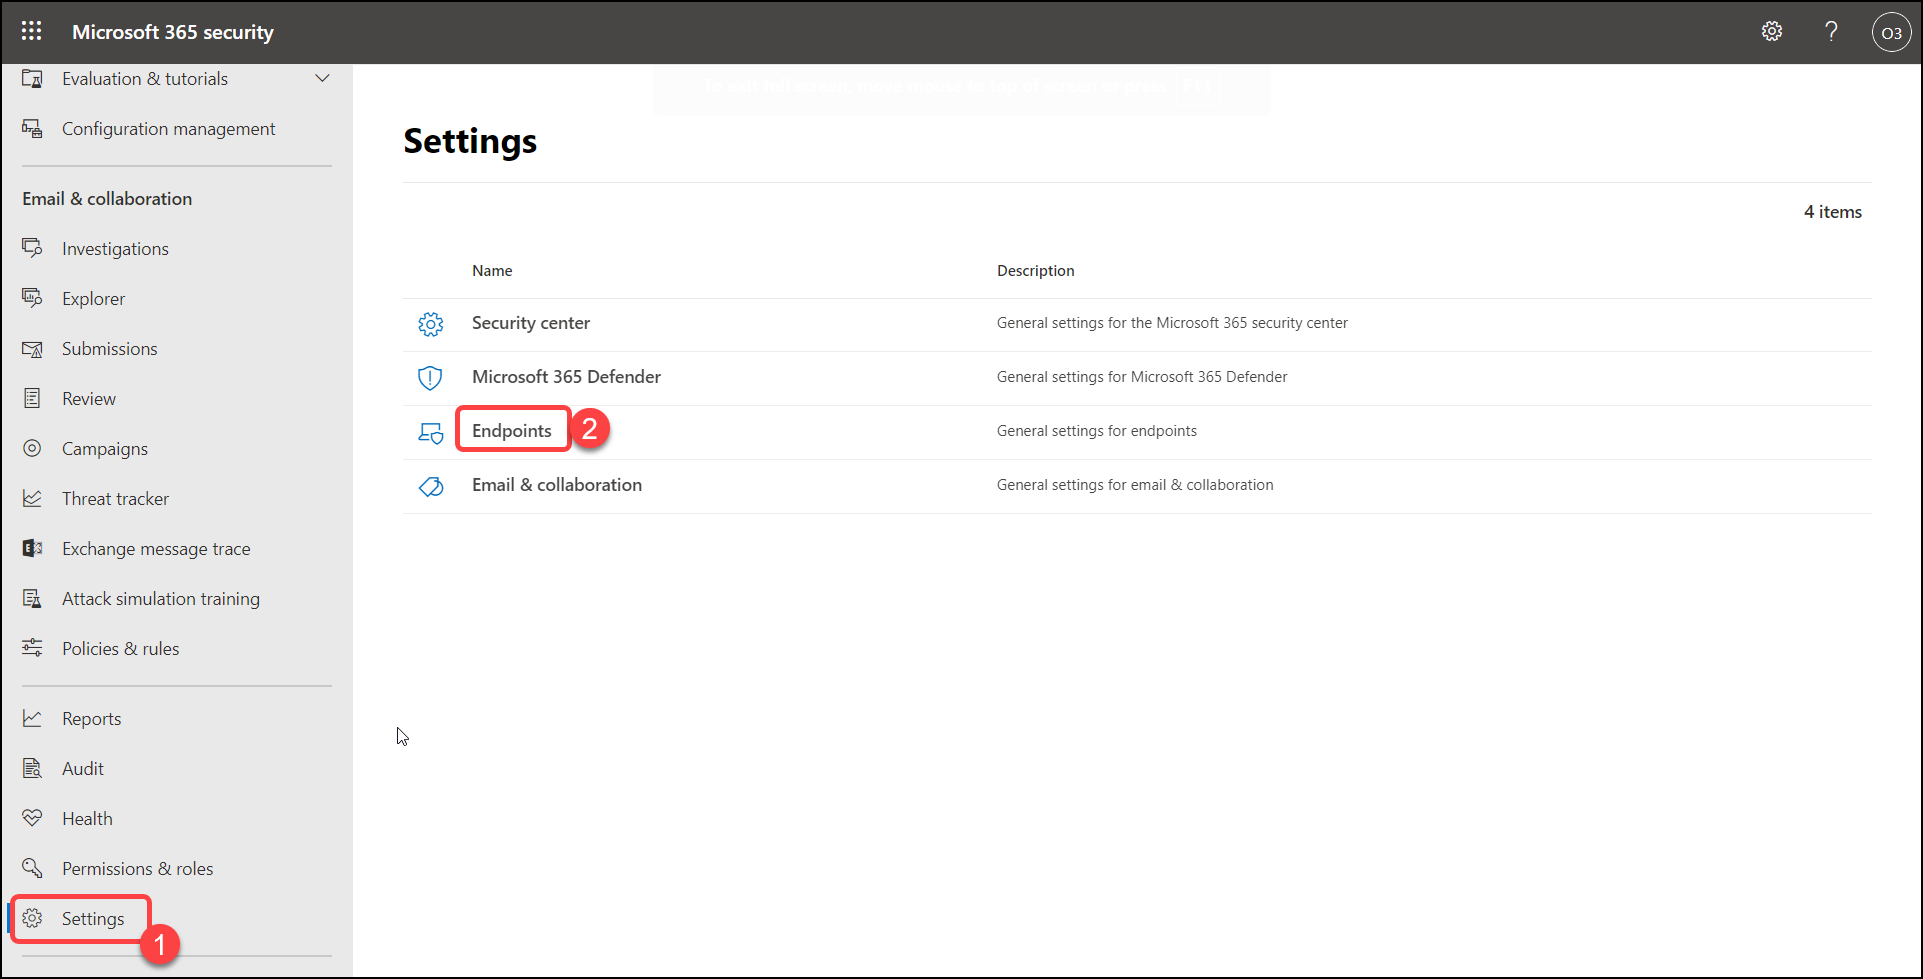 Microsoft 365 security
?
O3
Evaluation & tutorials
Configuration management
Email & collaboration
Investigations
Explorer
Submissions
Review
Campaigns
Threat tracker
Exchange message trace
Attack simulation training
Policies & rules
Reports
Audit
Health
Permissions & roles
Settings
1
Settings
4 items
Name Description
Security center General settings for the Microsoft 365 security center
Microsoft 365 Defender General settings for Microsoft 365 Defender
Endpoints 2 General settings for endpoints
Email & collaboration General settings for email & collaboration